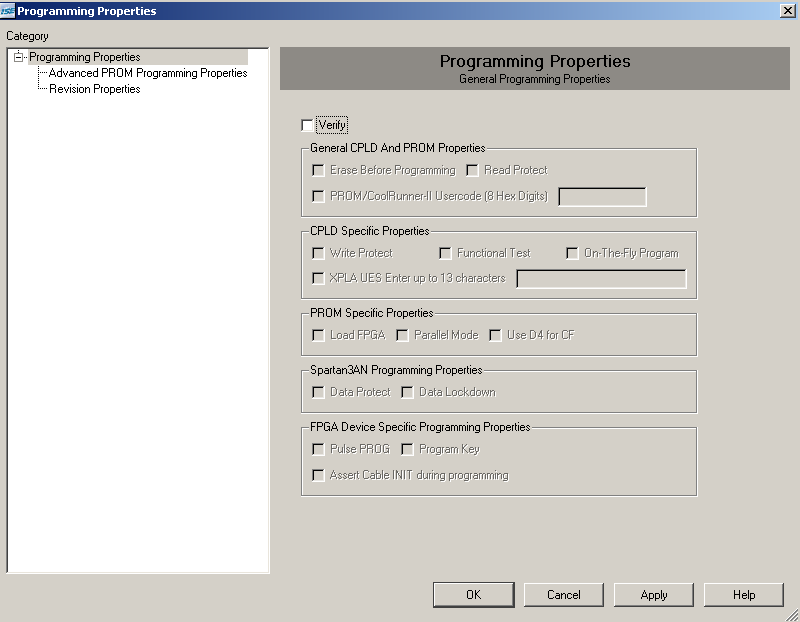 ISE Programming Properties
Category
Programming Properties
Advanced PROM Programming Properties
Revision Properties
Programming Properties
General Programming Properties
Verify
General CPLD And PROM Properties
Erase Before Programming Read Protect
PROM/CoolRunner-II Usercode (8 Hex Digits)
CPLD Specific Properties
Write Protect Functional Test On-The-Fly Program
XPLA UES Enter up to 13 characters
PROM Specific Properties
Load FPGA Parallel Mode Use D4 for CF
Spartan3AN Programming Properties
Data Protect Data Lockdown
FPGA Device Specific Programming Properties
Pulse PROG Program Key
Assert Cable INIT during programming
OK Cancel Apply Help